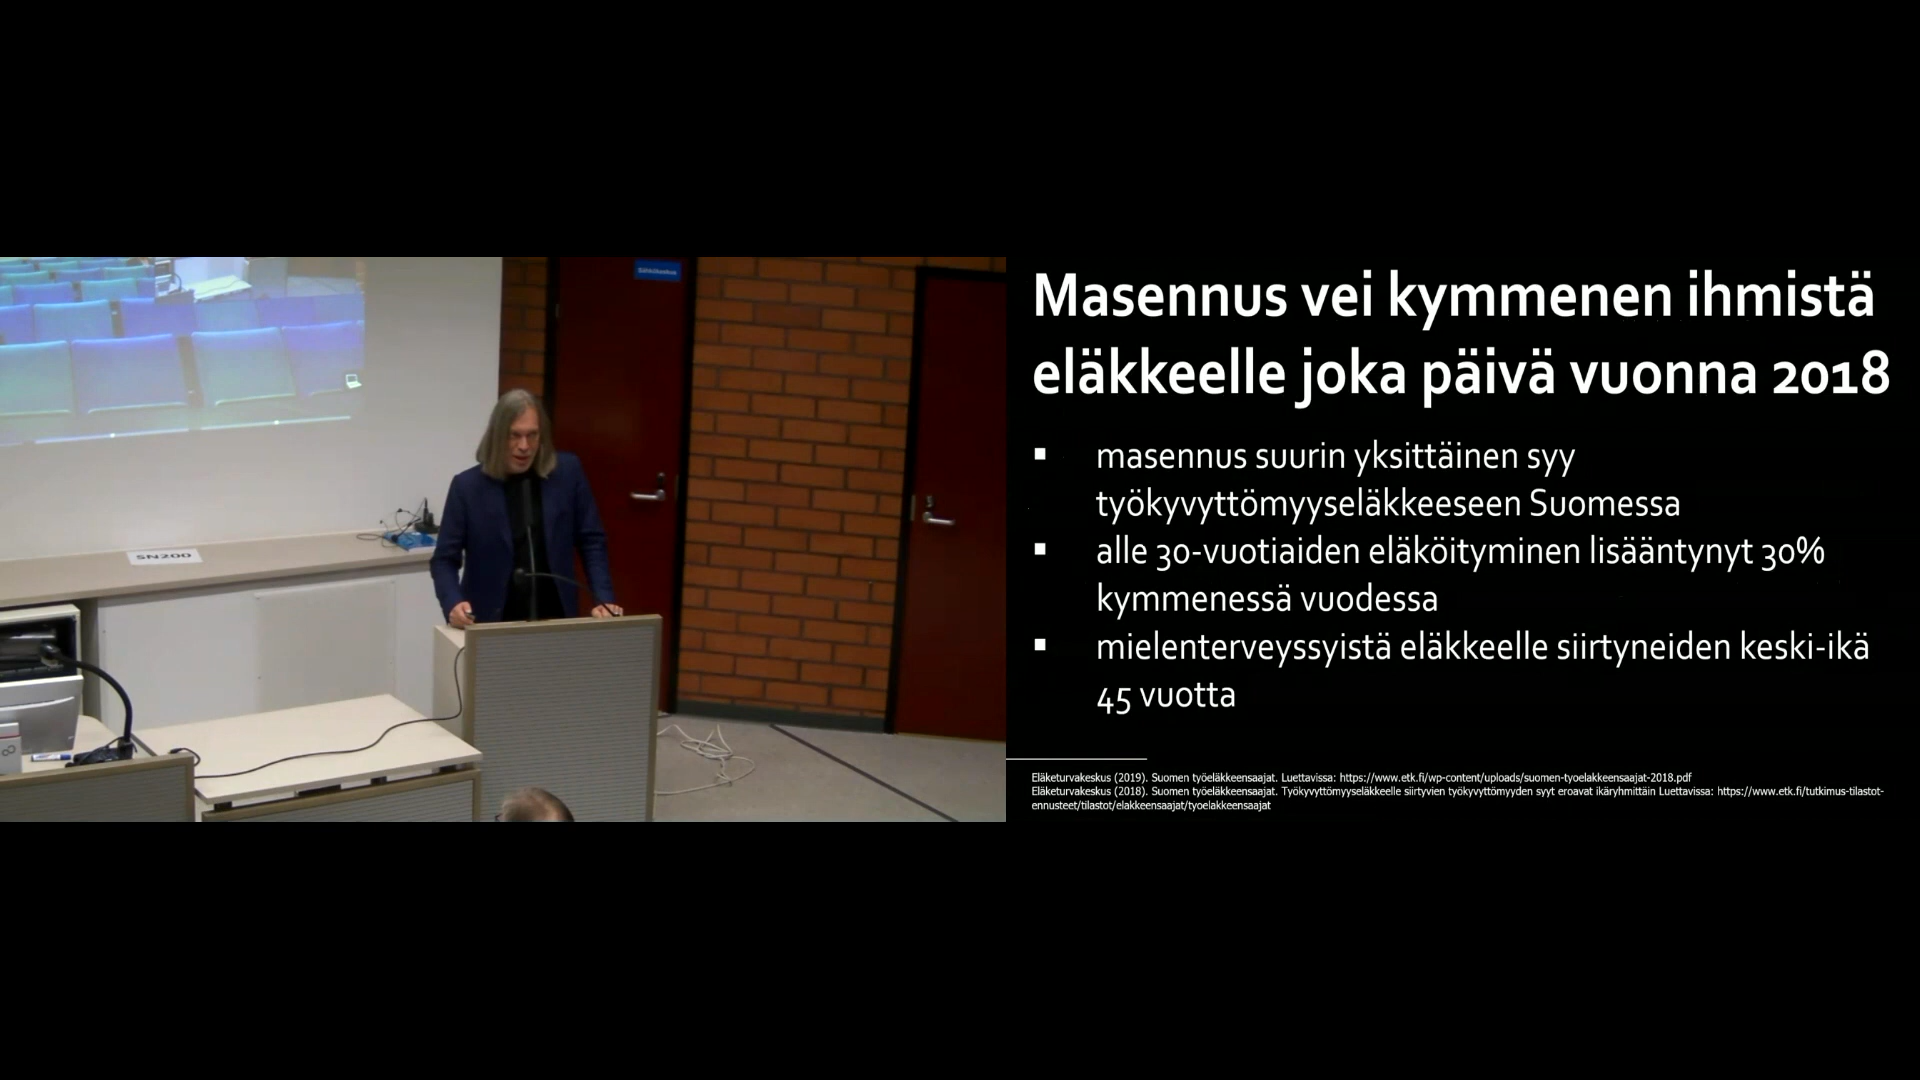 Sähkökeskus
SN200
Masennus vei kymmenen ihmistä
eläkkeelle joka päivä vuonna 2018
▪ masennus suurin yksittäinen syy
työkyvyttömyyseläkkeeseen Suomessa
▪ alle 30-vuotiaiden eläköityminen lisääntynyt 30%
kymmenessä vuodessa
▪ mielenterveyssyistä eläkkeelle siirtyneiden keski-ikä
45 vuotta
Eläketurvakeskus (2019). Suomen työeläkkeensaajat. Luettavissa: https://www.etk.fi/wp-content/uploads/suomen-tyoelakkeensaajat-2018.pdf
Eläketurvakeskus (2018). Suomen työeläkkeensaajat. Työkyvyttömyyseläkkeelle siirtyvien työkyvyttömyyden syyt eroavat ikäryhmittäin Luettavissa: https://www.etk.fi/tutkimus-tilastot-
ennusteet/tilastot/elakkeensaajat/tyoelakkeensaajat